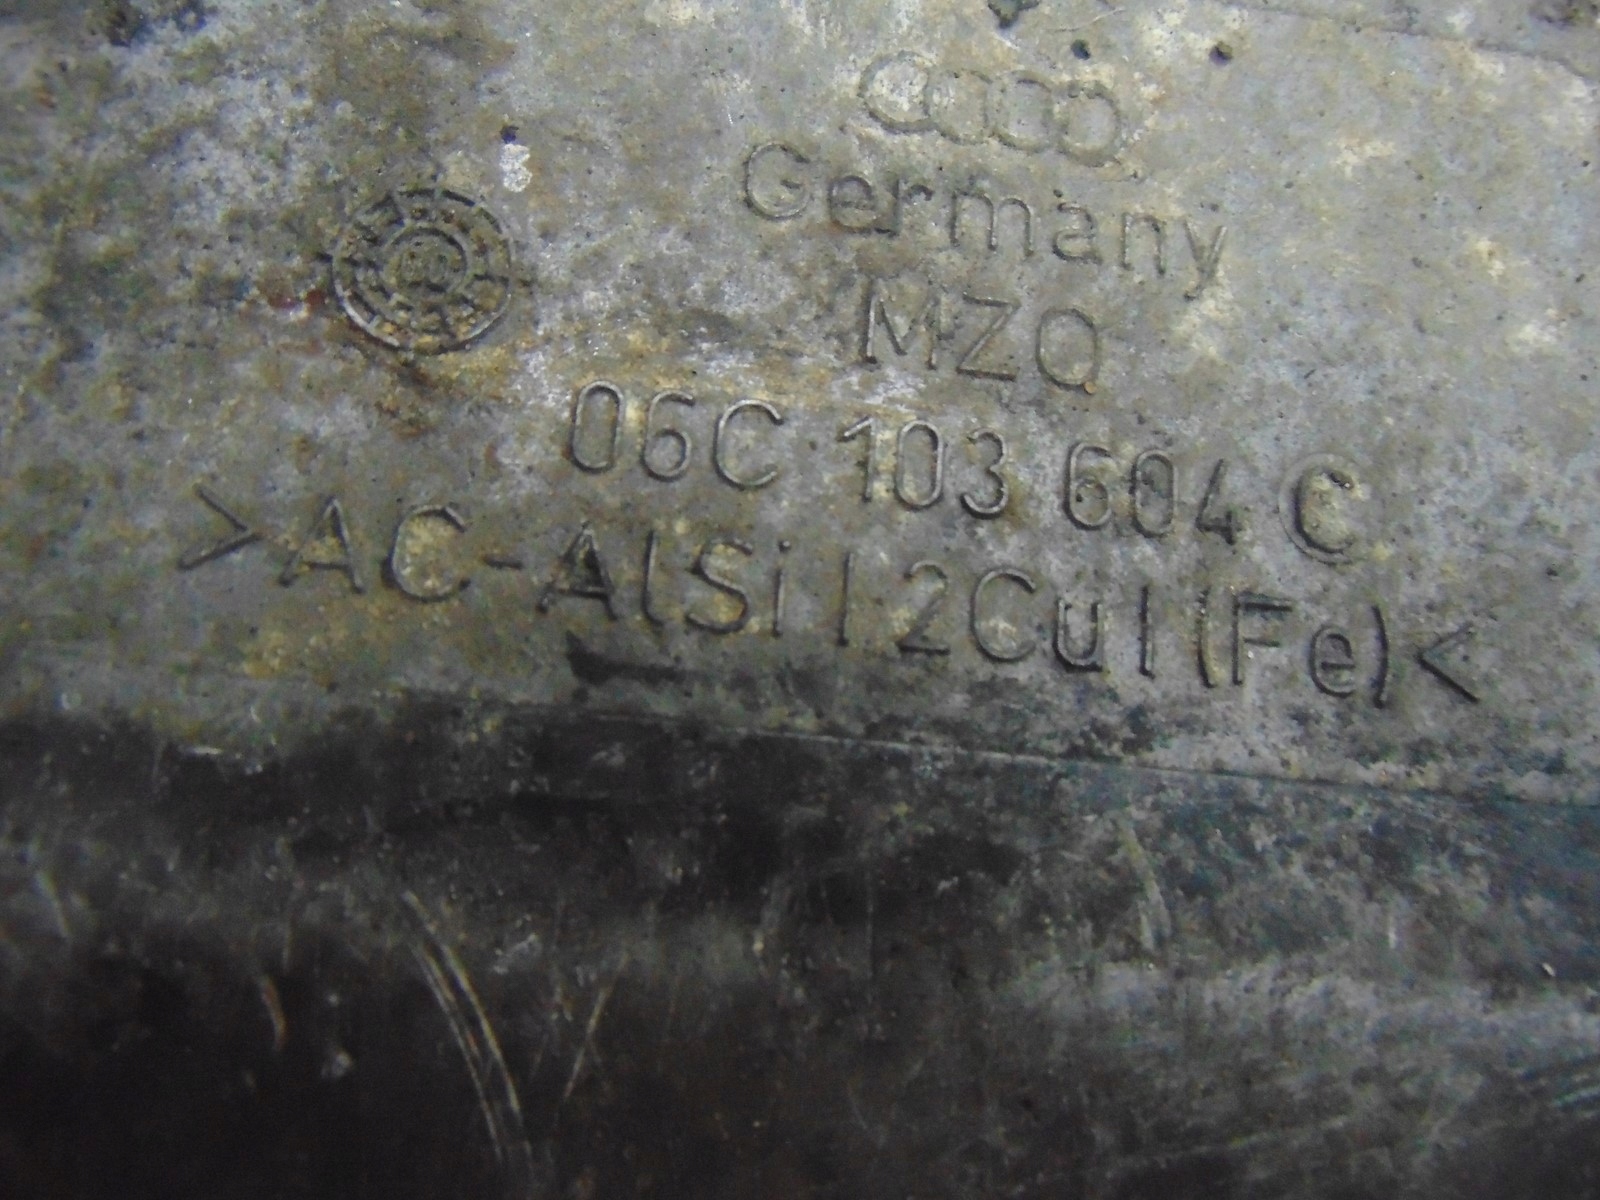 Germany
MZQ
06C 103 604 C
>AC-AlSi12Cu1(Fe)<